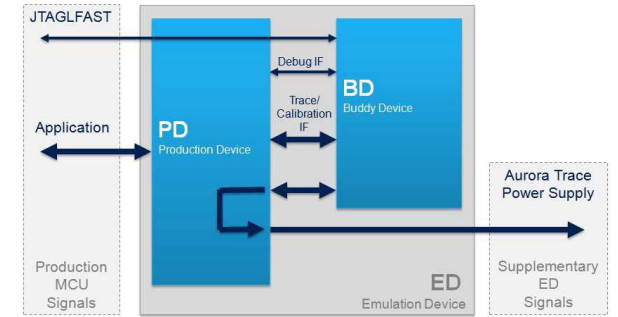 JTAGLFAST
Debug IF
BD
Buddy Device
Trace/
Calibration
IF
Application
PD
Production Device
Aurora Trace
Power Supply
Production
MCU
Signals
ED
Emulation Device
Supplementary
ED
Signals